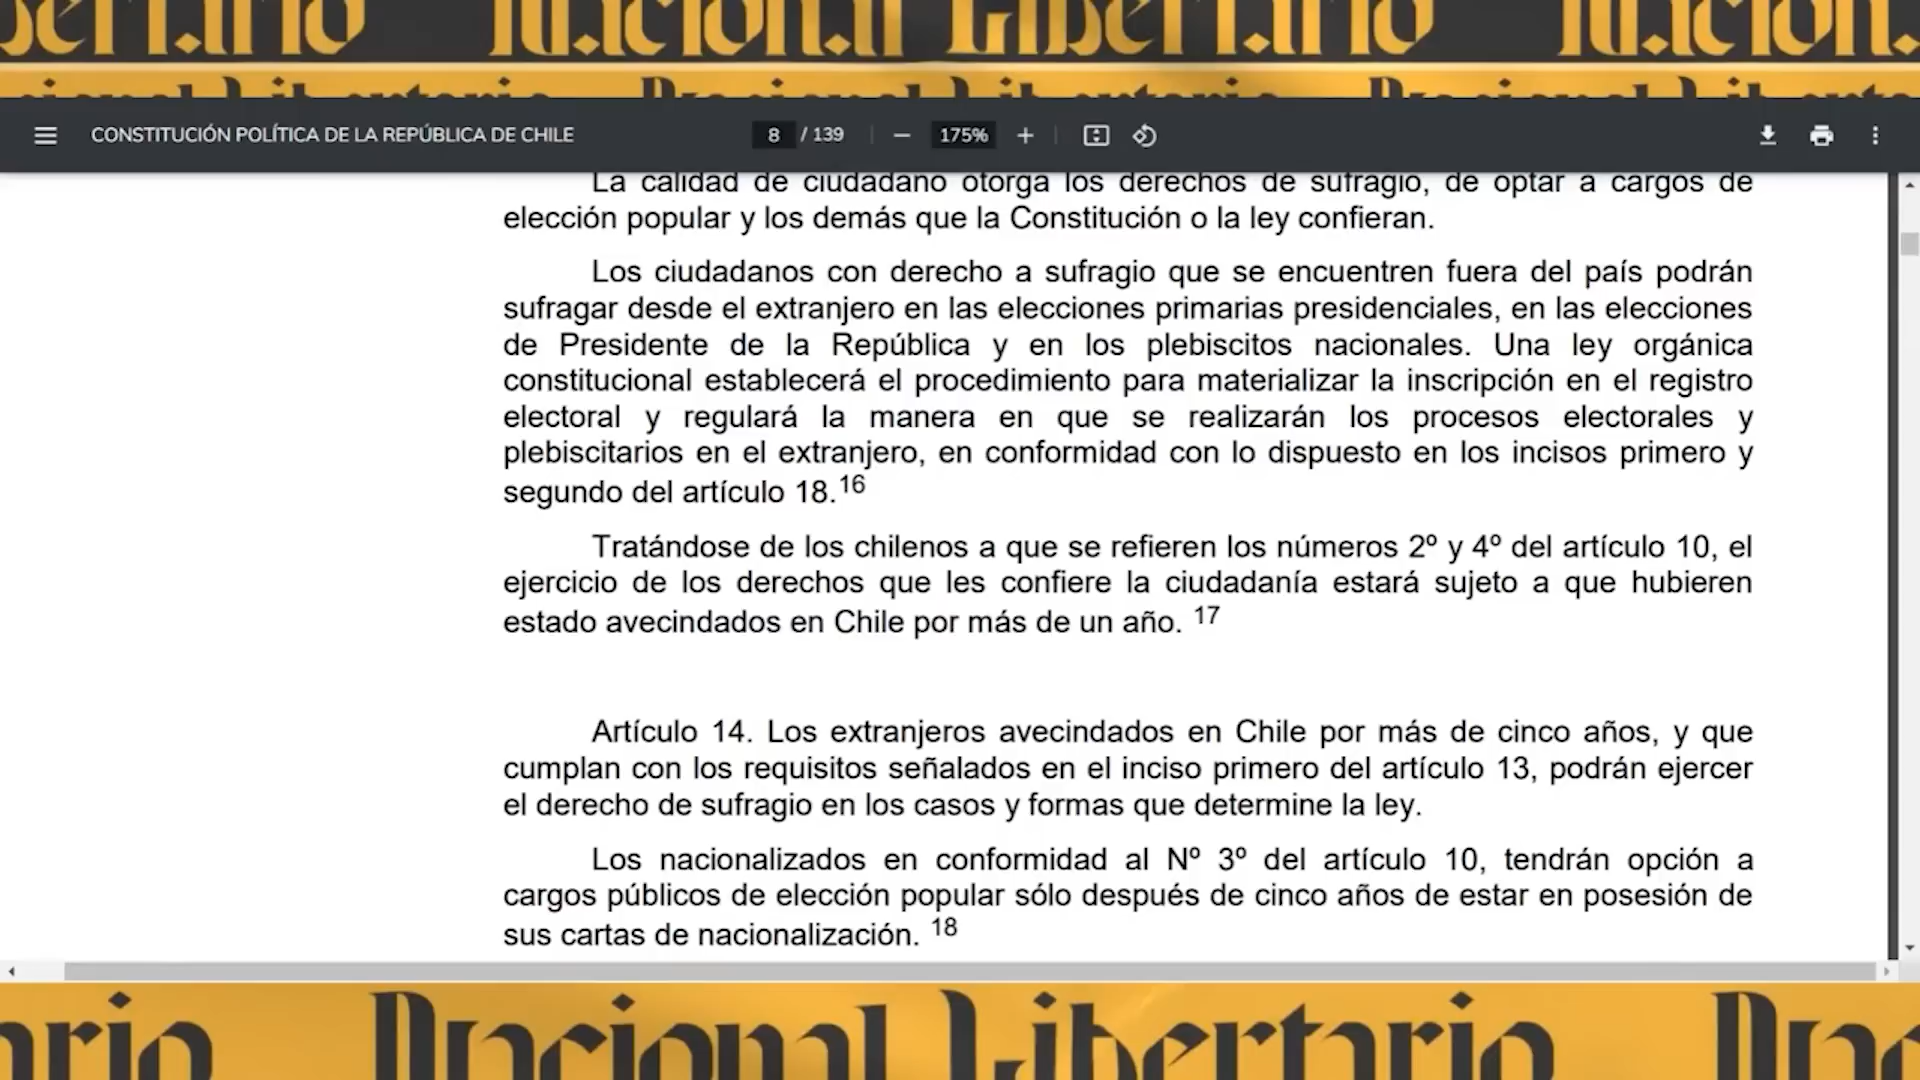 bertario Nacional Libertario Nacion
Nacional Libertario
CONSTITUCIÓN POLÍTICA DE LA REPÚBLICA DE CHILE 8 / 139 175%
La calidad de ciudadano otorga los derechos de sufragio, de optar a cargos de
elección popular y los demás que la Constitución o la ley confieran.
Los ciudadanos con derecho a sufragio que se encuentren fuera del país podrán
sufragar desde el extranjero en las elecciones primarias presidenciales, en las elecciones
de Presidente de la República y en los plebiscitos nacionales. Una ley orgánica
constitucional establecerá el procedimiento para materializar la inscripción en el registro
electoral y regulará la manera en que se realizarán los procesos electorales y
plebiscitarios en el extranjero, en conformidad con lo dispuesto en los incisos primero y
segundo del artículo 18.16
Tratándose de los chilenos a que se refieren los números 2º y 4º del artículo 10, el
ejercicio de los derechos que les confiere la ciudadanía estará sujeto a que hubieren
estado avecindados en Chile por más de un año. 17
Artículo 14. Los extranjeros avecindados en Chile por más de cinco años, y que
cumplan con los requisitos señalados en el inciso primero del artículo 13, podrán ejercer
el derecho de sufragio en los casos y formas que determine la ley.
Los nacionalizados en conformidad al Nº 3º del artículo 10, tendrán opción a
cargos públicos de elección popular sólo después de cinco años de estar en posesión de
sus cartas de nacionalización. 18
ario Nacional Libertario Nac